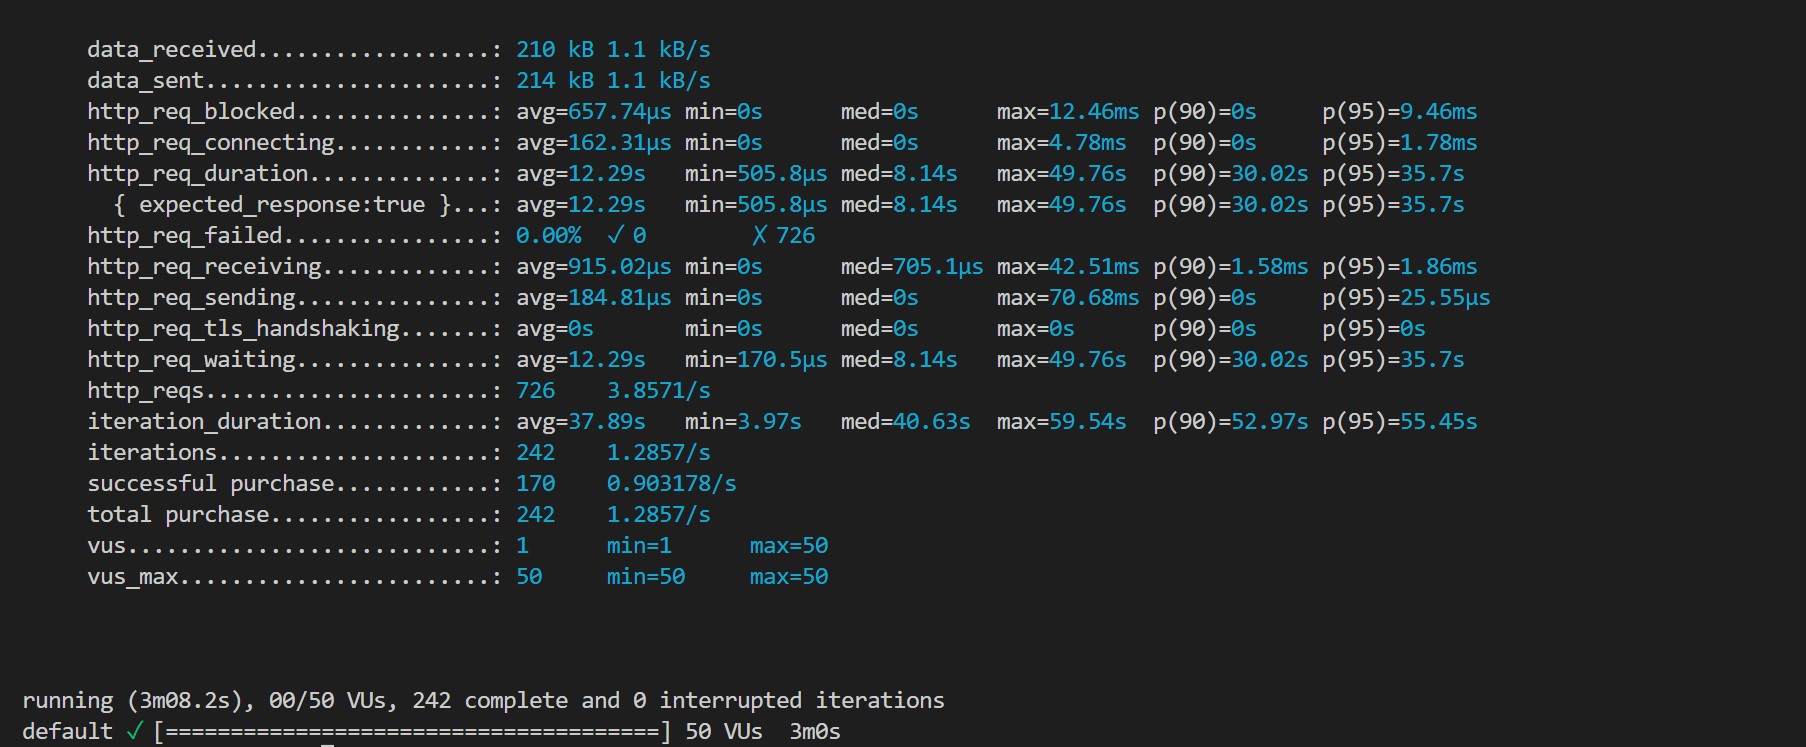 data_received..................: 210 kB 1.1 kB/s
data_sent......................: 214 kB 1.1 kB/s
http_req_blocked...............: avg=657.74µs min=0s      med=0s      max=12.46ms p(90)=0s     p(95)=9.46ms
http_req_connecting............: avg=162.31µs min=0s      med=0s      max=4.78ms  p(90)=0s     p(95)=1.78ms
http_req_duration..............: avg=12.29s   min=505.8µs med=8.14s   max=49.76s  p(90)=30.02s p(95)=35.7s
  { expected_response:true }...: avg=12.29s   min=505.8µs med=8.14s   max=49.76s  p(90)=30.02s p(95)=35.7s
http_req_failed................: 0.00%  ✓ 0        ✗ 726
http_req_receiving.............: avg=915.02µs min=0s      med=705.1µs max=42.51ms p(90)=1.58ms p(95)=1.86ms
http_req_sending...............: avg=184.81µs min=0s      med=0s      max=70.68ms p(90)=0s     p(95)=25.55µs
http_req_tls_handshaking.......: avg=0s       min=0s      med=0s      max=0s      p(90)=0s     p(95)=0s
http_req_waiting...............: avg=12.29s   min=170.5µs med=8.14s   max=49.76s  p(90)=30.02s p(95)=35.7s
http_reqs......................: 726    3.8571/s
iteration_duration.............: avg=37.89s   min=3.97s   med=40.63s  max=59.54s  p(90)=52.97s p(95)=55.45s
iterations.....................: 242    1.2857/s
successful purchase............: 170    0.903178/s
total purchase.................: 242    1.2857/s
vus............................: 1      min=1      max=50
vus_max........................: 50     min=50     max=50
running (3m08.2s), 00/50 VUs, 242 complete and 0 interrupted iterations
default ✓ [======================================] 50 VUs  3m0s